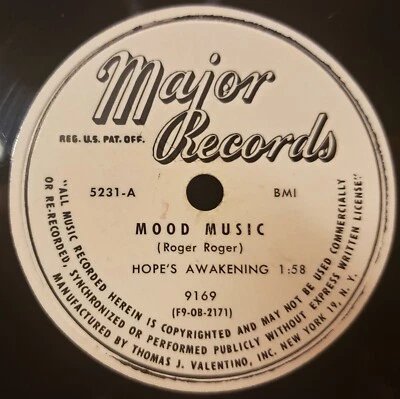 Major
Records
REG. U.S. PAT. OFF.
5231-A
BMI
MOOD MUSIC
(Roger Roger)
HOPE'S AWAKENING 1:58
9169
(F9-OB-2171)
"ALL MUSIC RECORDED HEREIN IS COPYRIGHTED AND MAY NOT BE USED COMMERCIALLY
OR RE-RECORDED, SYNCHRONIZED OR PERFORMED PUBLICLY WITHOUT EXPRESS WRITTEN LICENSE"
MANUFACTURED BY THOMAS J. VALENTINO, INC. NEW YORK 19, N. Y.